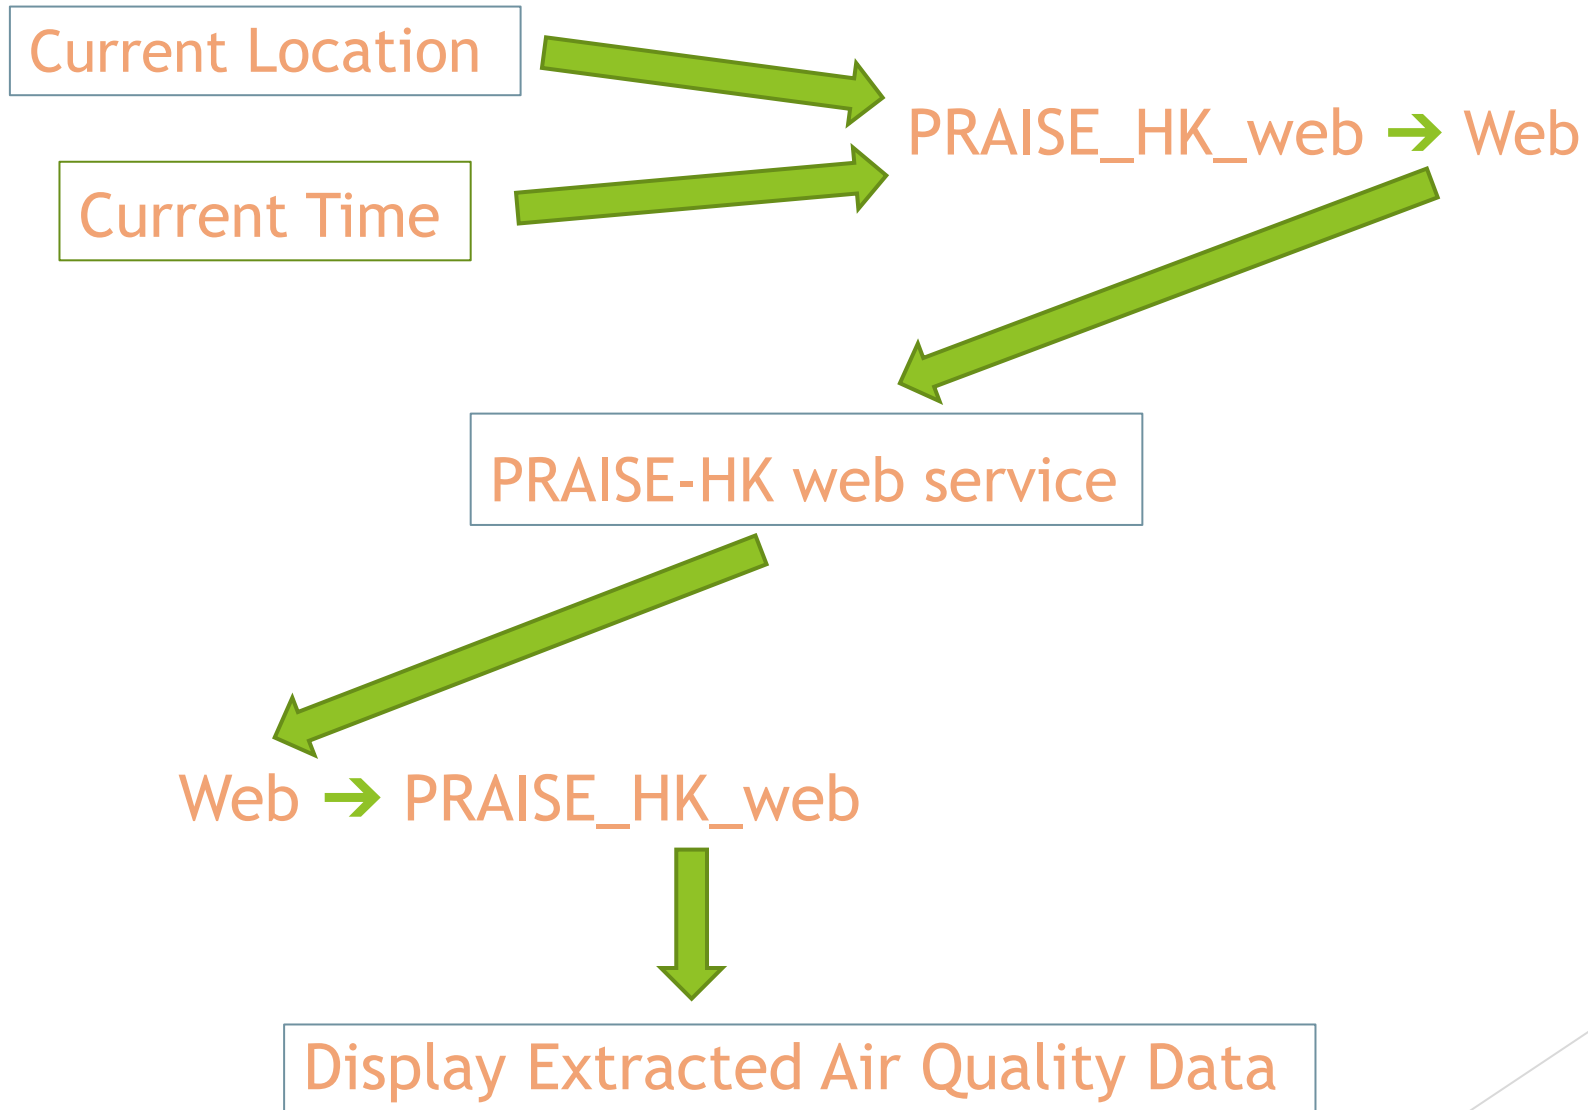 Current Location
PRAISE_HK_web ➔ Web
Current Time
PRAISE-HK web service
Web ➔ PRAISE_HK_web
Display Extracted Air Quality Data